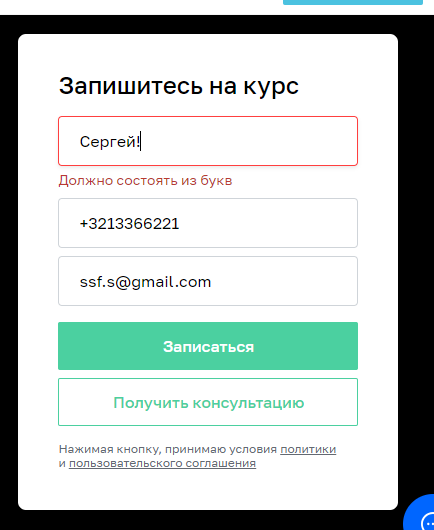 Запишитесь на курс
Сергей!
Должно состоять из букв
+3213366221
ssf.s@gmail.com
Записаться
Получить консультацию
Нажимая кнопку, принимаю условия политики
и пользовательского соглашения